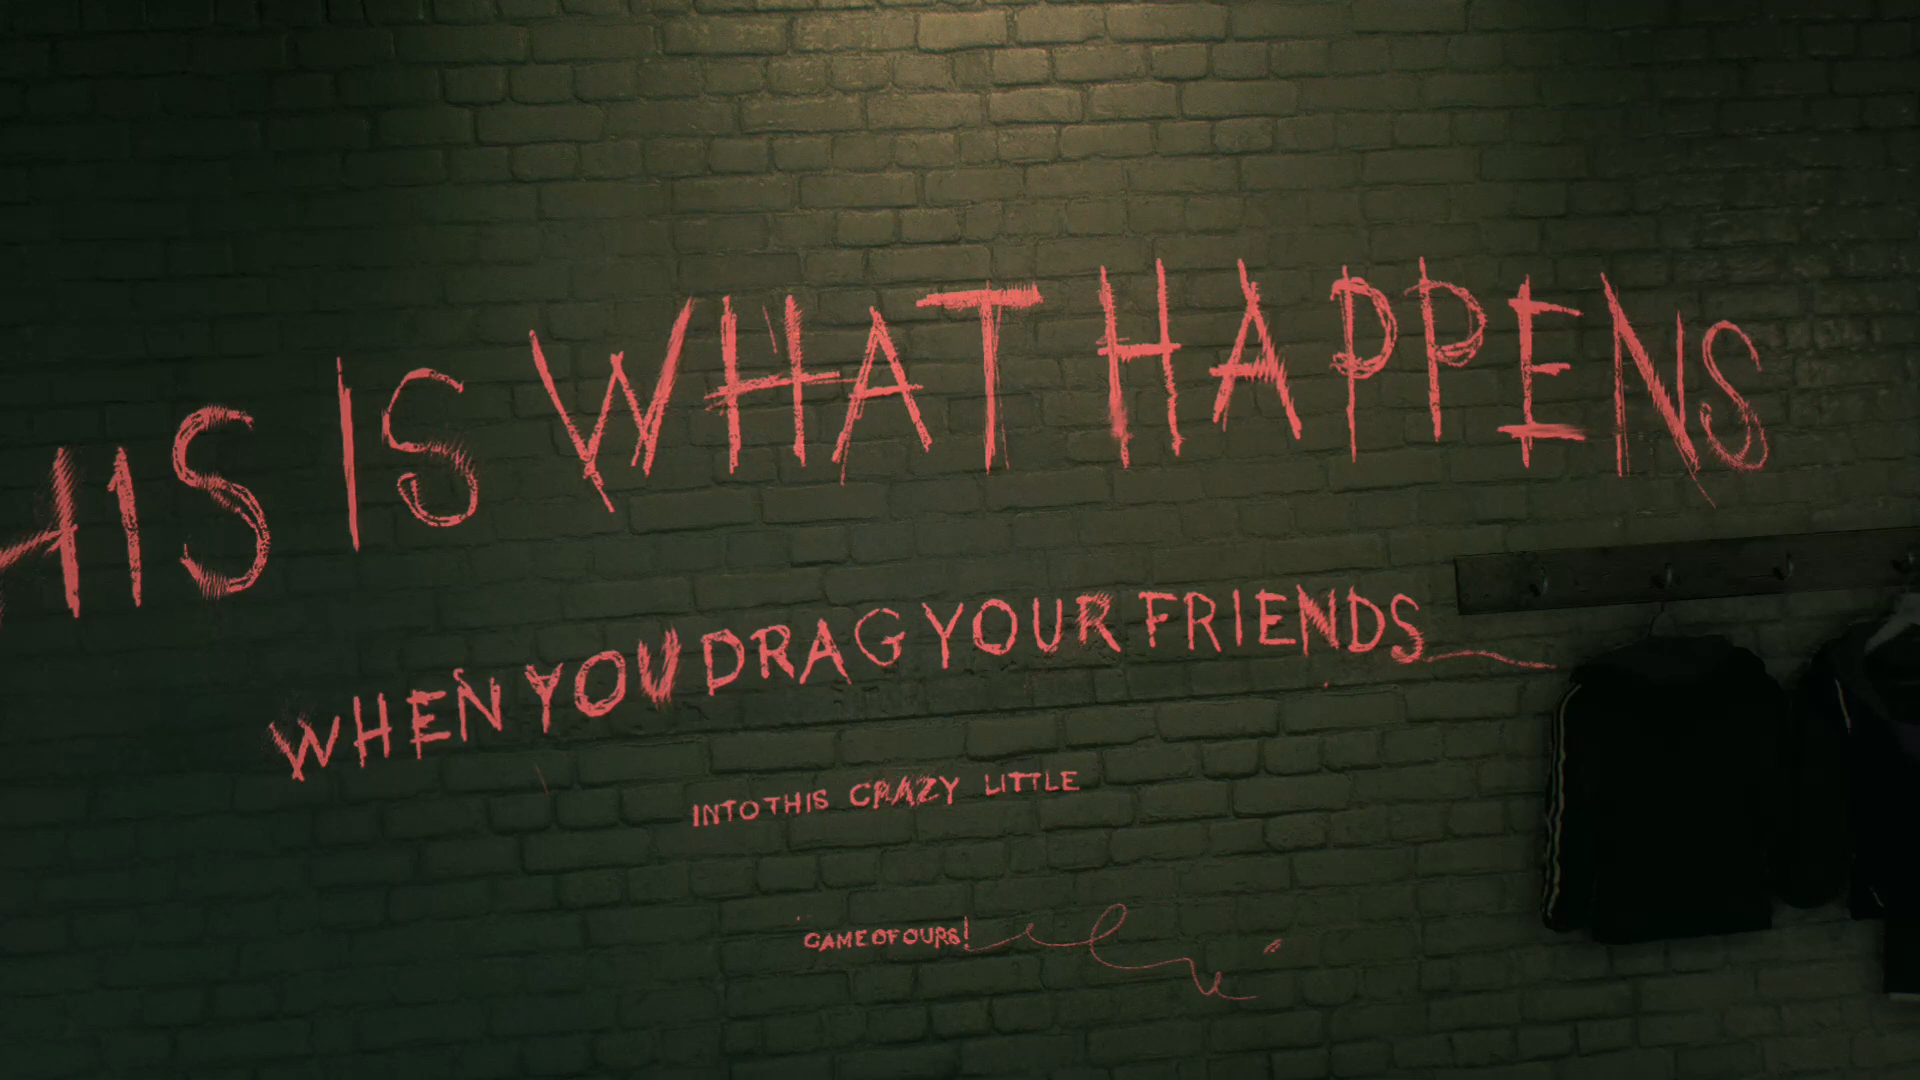 HIS IS WHAT HAPPENS
WHEN YOU DRAG YOUR FRIENDS
INTO THIS CRAZY LITTLE
GAME OF OURS!